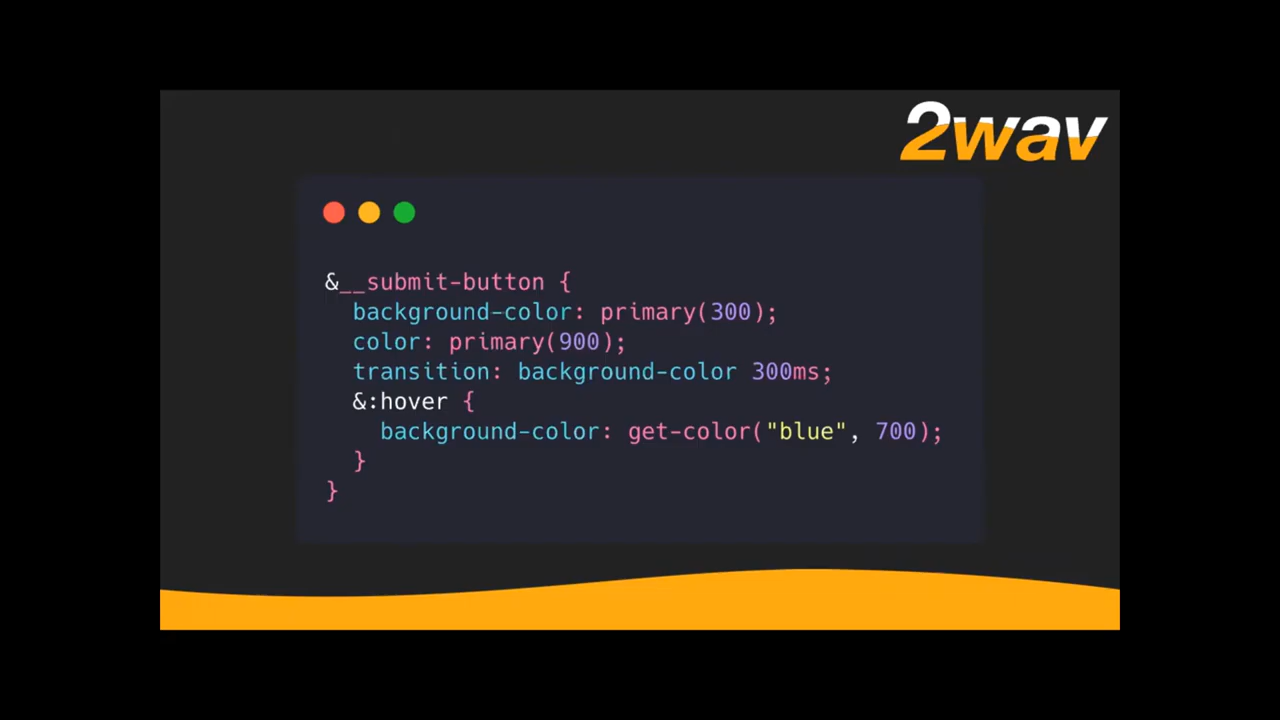 2wav
&__submit-button {
  background-color: primary(300);
  color: primary(900);
  transition: background-color 300ms;
  &:hover {
    background-color: get-color("blue", 700);
  }
}